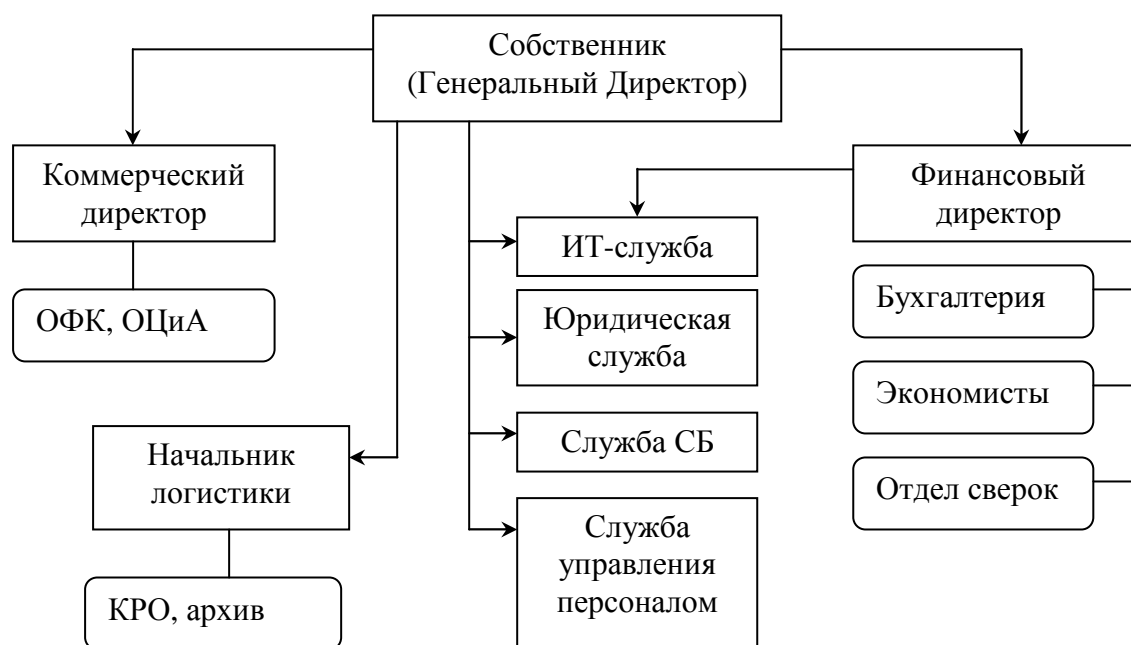 Собственник
(Генеральный Директор)
Коммерческий
директор
Финансовый
директор
ИТ-служба
ОФК, ОЦиА
Бухгалтерия
Юридическая
служба
Экономисты
Начальник
логистики
Служба СБ
Отдел сверок
Служба
управления
персоналом
КРО, архив